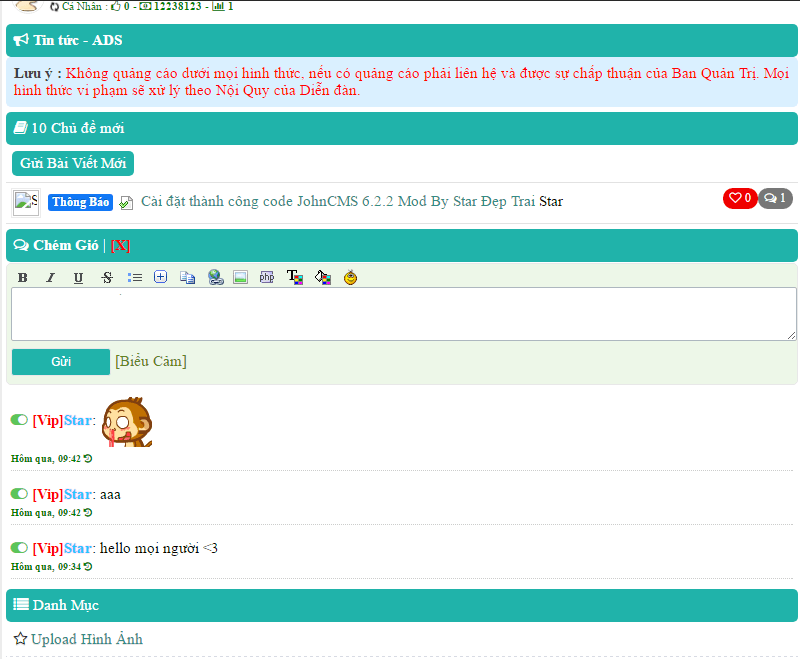 Cá Nhân : 0 - 12238123 - 1
Tin tức - ADS
Lưu ý : Không quảng cáo dưới mọi hình thức, nếu có quảng cáo phải liên hệ và được sự chấp thuận của Ban Quản Trị. Mọi
hình thức vi phạm sẽ xử lý theo Nội Quy của Diễn đàn.
10 Chủ đề mới
Gửi Bài Viết Mới
Thông Báo Cài đặt thành công code JohnCMS 6.2.2 Mod By Star Đẹp Trai Star 0 1
Chém Gió | [X]
B I U S php T
Gửi [Biểu Cảm]
[Vip]Star:
Hôm qua, 09:42
[Vip]Star: aaa
Hôm qua, 09:42
[Vip]Star: hello mọi người <3
Hôm qua, 09:34
Danh Mục
Upload Hình Ảnh